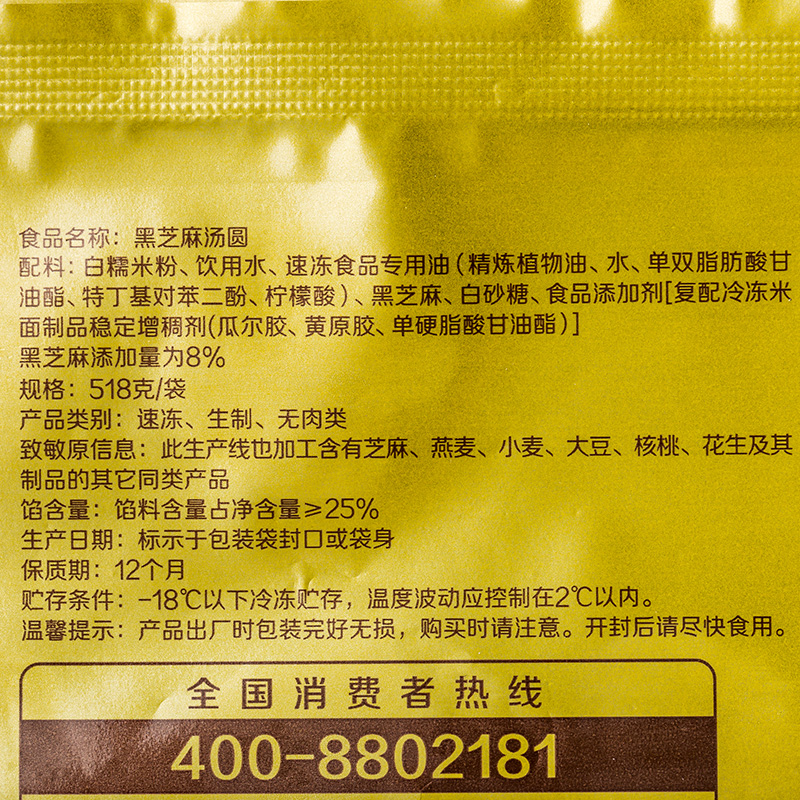 食品名称：黑芝麻汤圆
配料：白糯米粉、饮用水、速冻食品专用油（精炼植物油、水、单双脂肪酸甘
油酯、特丁基对苯二酚、柠檬酸）、黑芝麻、白砂糖、食品添加剂[复配冷冻米
面制品稳定增稠剂(瓜尔胶、黄原胶、单硬脂酸甘油酯）]
黑芝麻添加量为8%
规格：518克/袋
产品类别：速冻、生制、无肉类
致敏原信息：此生产线也加工含有芝麻、燕麦、小麦、大豆、核桃、花生及其
制品的其它同类产品
馅含量：馅料含量占净含量≥25%
生产日期：标示于包装袋封口或袋身
保质期：12个月
贮存条件：-18℃以下冷冻贮存，温度波动应控制在2℃以内。
温馨提示：产品出厂时包装完好无损，购买时请注意。开封后请尽快食用。
全国消费者热线
400-8802181